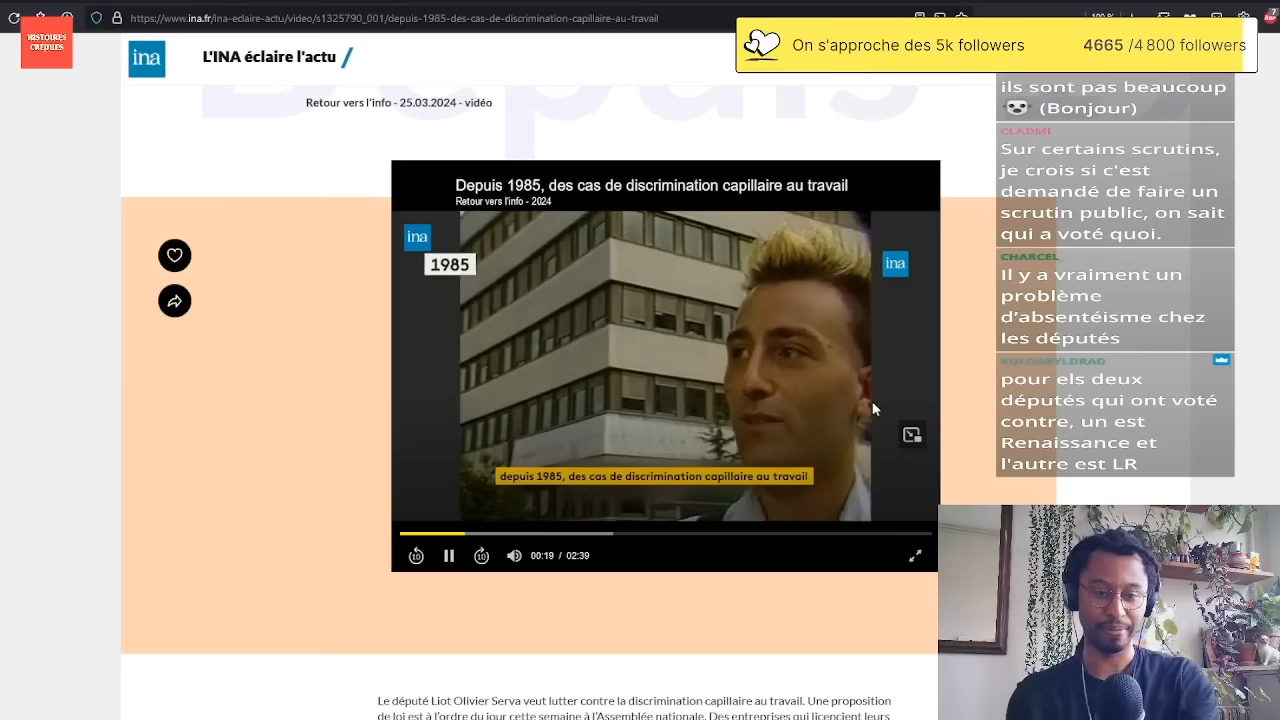 https://www.ina.fr/ina-eclaire-actu/video/s1325790_001/depuis-1985-des-cas-de-discrimination-capillaire-au-travail
HISTOIRES
CRÉPUES
ina
L'INA éclaire l'actu
On s'approche des 5k followers
4665 / 4 800 followers
Depuis
Retour vers l'info - 25.03.2024 - vidéo
Depuis 1985, des cas de discrimination capillaire au travail
Retour vers l'info - 2024
ina
1985
ina
depuis 1985, des cas de discrimination capillaire au travail
10
10
00:19 / 02:39
ils sont pas beaucoup
(Bonjour)
CLADMI
Sur certains scrutins,
je crois si c'est
demandé de faire un
scrutin public, on sait
qui a voté quoi.
CHARCEL
Il y a vraiment un
problème
d’absentéisme chez
les députés
pour els deux
députés qui ont voté
contre, un est
Renaissance et
l'autre est LR
Le député Liot Olivier Serva veut lutter contre la discrimination capillaire au travail. Une proposition
de loi est à l'ordre du jour cette semaine à l'Assemblée nationale. Des entreprises qui licencient leurs